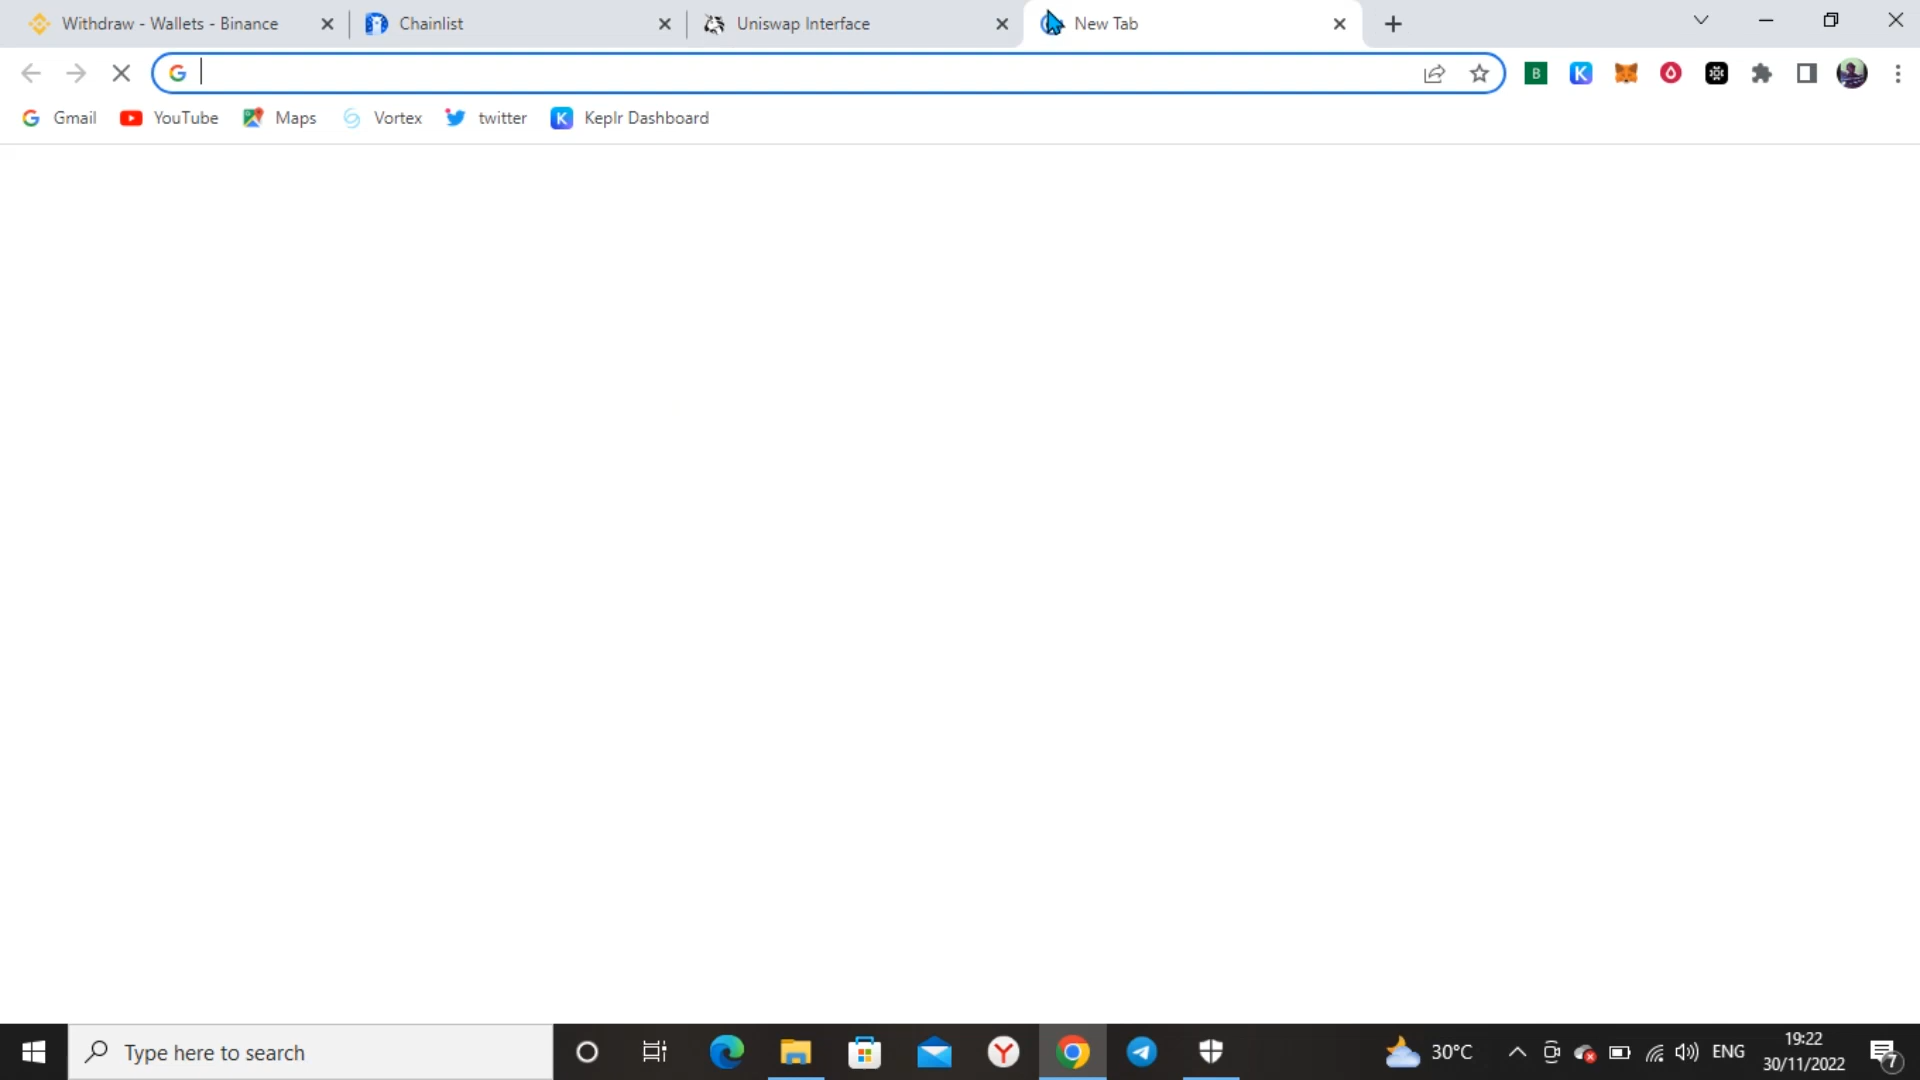 Withdraw - Wallets - Binance
Chainlist
Uniswap Interface
New Tab
G
B
K
Gmail
YouTube
Maps
Vortex
twitter
K Keplr Dashboard
Type here to search
Y
30°C
ENG
19:22
30/11/2022
7